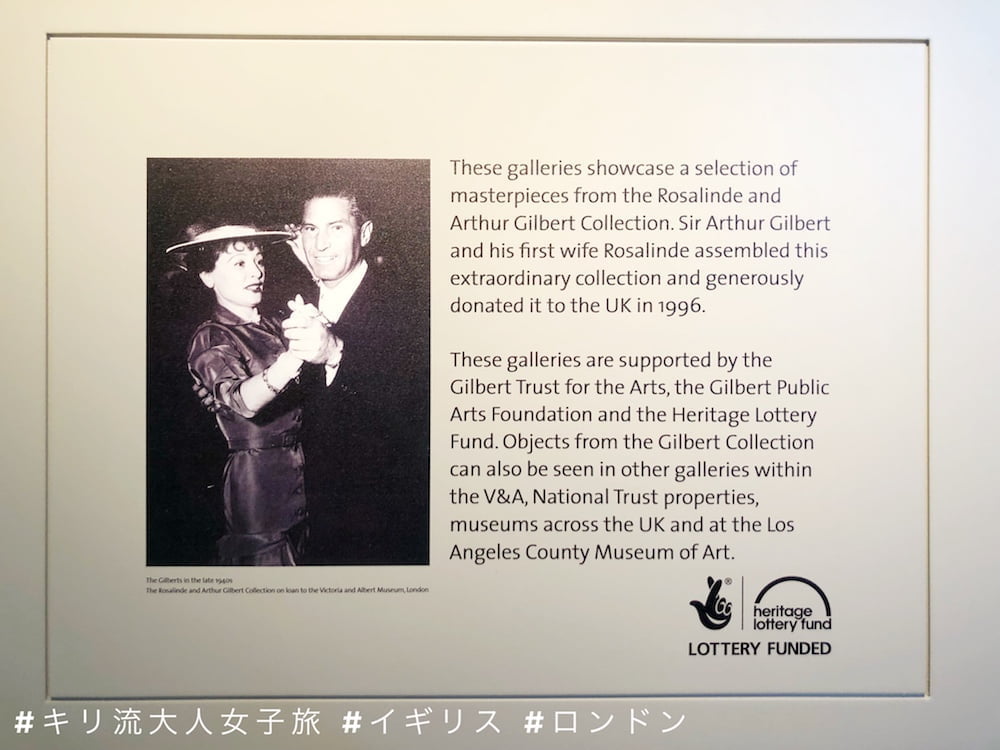 These galleries showcase a selection of
masterpieces from the Rosalinde and
Arthur Gilbert Collection. Sir Arthur Gilbert
and his first wife Rosalinde assembled this
extraordinary collection and generously
donated it to the UK in 1996.
These galleries are supported by the
Gilbert Trust for the Arts, the Gilbert Public
Arts Foundation and the Heritage Lottery
Fund. Objects from the Gilbert Collection
can also be seen in other galleries within
the V&A, National Trust properties,
museums across the UK and at the Los
Angeles County Museum of Art.
The Gilberts in the late 1940s
The Rosalinde and Arthur Gilbert Collection on loan to the Victoria and Albert Museum, London
®
heritage
lottery fund
LOTTERY FUNDED
#キリ流大人女子旅 #イギリス #ロンドン